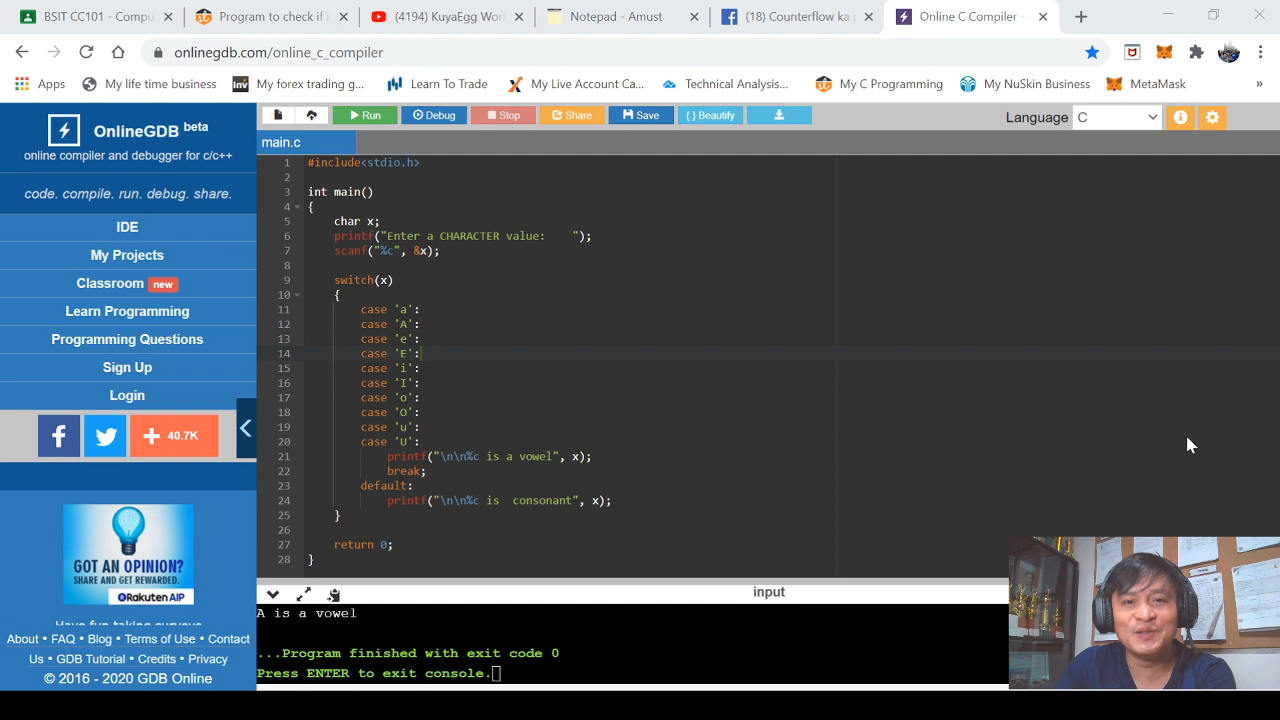 BSIT CC101 - Compu
Program to check if i
(4194) KuyaEgg Wor
Notepad - Amust
(18) Counterflow ka p
Online C Compiler -
onlinegdb.com/online_c_compiler
Apps
My life time business
inv
My forex trading g...
Learn To Trade
My Live Account Ca...
Technical Analysis...
My C Programming
My NuSkin Business
MetaMask
»
OnlineGDB beta
online compiler and debugger for c/c++
code. compile. run. debug. share.
IDE
My Projects
Classroom new
Learn Programming
Programming Questions
Sign Up
Login
+ 40.7K
GOT AN OPINION?
SHARE AND GET REWARDED.
Rakuten AIP
Have fun taking surveys
About • FAQ • Blog • Terms of Use • Contact
Us • GDB Tutorial • Credits • Privacy
© 2016 - 2020 GDB Online
Run
Debug
Stop
Share
Save
{ } Beautify
Language C
main.c
1 #include<stdio.h>
2
3 int main()
4 {
5 char x;
6 printf("Enter a CHARACTER value:    ");
7 scanf("%c", &x);
8
9 switch(x)
10 {
11 case 'a':
12 case 'A':
13 case 'e':
14 case 'E':
15 case 'i':
16 case 'I':
17 case 'o':
18 case 'O':
19 case 'u':
20 case 'U':
21 printf("\n\n%c is a vowel", x);
22 break;
23 default:
24 printf("\n\n%c is  consonant", x);
25 }
26
27 return 0;
28 }
input
A is a vowel
...Program finished with exit code 0
Press ENTER to exit console.